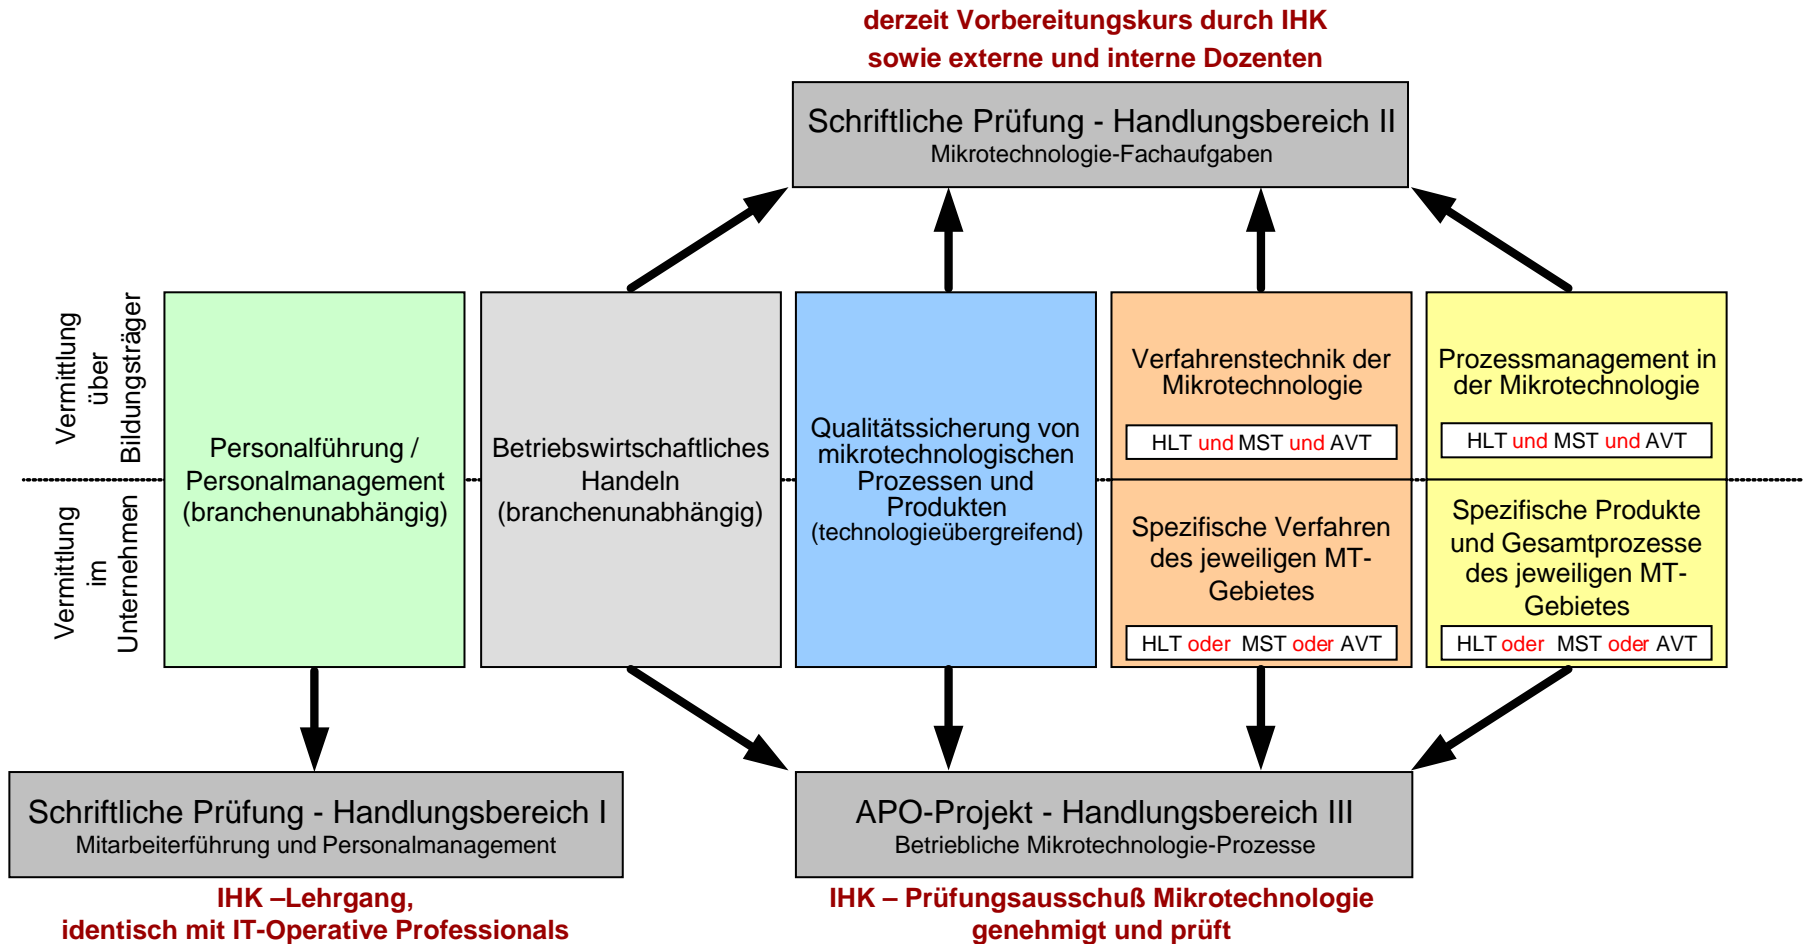 derzeit Vorbereitungskurs durch IHK
sowie externe und interne Dozenten
Schriftliche Prüfung - Handlungsbereich II
Mikrotechnologie-Fachaufgaben
Vermittlung
über
Bildungsträger
Vermittlung
im
Unternehmen
Personalführung /
Personalmanagement
(branchenunabhängig)
Betriebswirtschaftliches
Handeln
(branchenunabhängig)
Qualitätssicherung von
mikrotechnologischen
Prozessen und
Produkten
(technologieübergreifend)
Verfahrenstechnik der
Mikrotechnologie
HLT und MST und AVT
Spezifische Verfahren
des jeweiligen MT-
Gebietes
HLT oder MST oder AVT
Prozessmanagement in
der Mikrotechnologie
HLT und MST und AVT
Spezifische Produkte
und Gesamtprozesse
des jeweiligen MT-
Gebietes
HLT oder MST oder AVT
Schriftliche Prüfung - Handlungsbereich I
Mitarbeiterführung und Personalmanagement
IHK –Lehrgang,
identisch mit IT-Operative Professionals
APO-Projekt - Handlungsbereich III
Betriebliche Mikrotechnologie-Prozesse
IHK – Prüfungsausschuß Mikrotechnologie
genehmigt und prüft